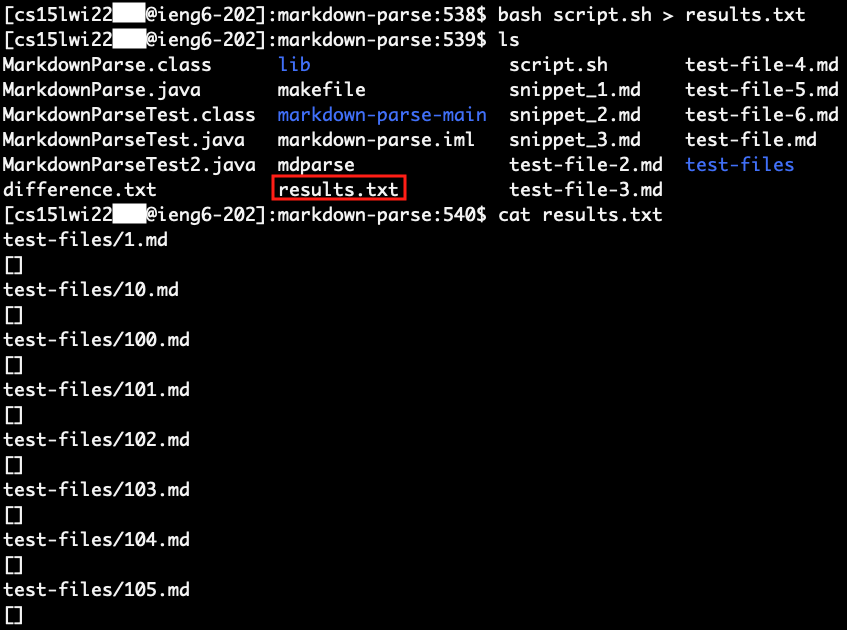 [cs15lwi22@ieng6-202]:markdown-parse:538$ bash script.sh > results.txt
[cs15lwi22@ieng6-202]:markdown-parse:539$ ls
MarkdownParse.class lib script.sh test-file-4.md
MarkdownParse.java makefile snippet_1.md test-file-5.md
MarkdownParseTest.class markdown-parse-main snippet_2.md test-file-6.md
MarkdownParseTest.java markdown-parse.iml snippet_3.md test-file.md
MarkdownParseTest2.java mdparse test-file-2.md test-files
difference.txt results.txt test-file-3.md
[cs15lwi22@ieng6-202]:markdown-parse:540$ cat results.txt
test-files/1.md
[]
test-files/10.md
[]
test-files/100.md
[]
test-files/101.md
[]
test-files/102.md
[]
test-files/103.md
[]
test-files/104.md
[]
test-files/105.md
[]